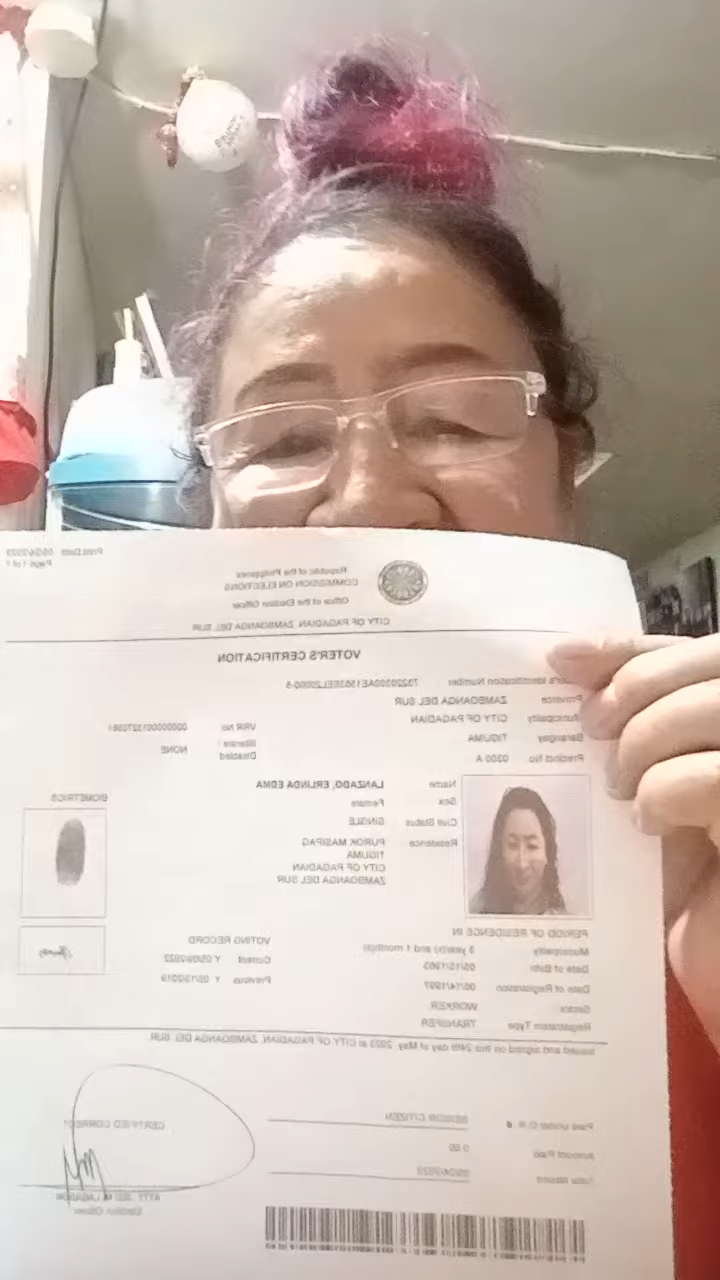 Print Date 05/24/2023
Page 1 of 1
Republic of the Philippines
COMMISSION ON ELECTIONS
Office of the Election Officer
CITY OF PAGADIAN, ZAMBOANGA DEL SUR
VOTER'S CERTIFICATION
Identification Number
Province ZAMBOANGA DEL SUR
Municipality CITY OF PAGADIAN
Barangay TIGUMA
Precinct No 0300 A
VRR No
Illiterate
Disabled NONE
Name LANZADO, ERLINDA EDMA
Sex Female
Civil Status SINGLE
Residence PUROK MASIPAG
TIGUMA
CITY OF PAGADIAN
ZAMBOANGA DEL SUR
BIOMETRICS
PERIOD OF RESIDENCE IN
Municipality 3 year(s) and 1 month(s)
Date of Birth 05/15/1963
Date of Registration 06/14/1997
Sector WORKER
Registration Type TRANSFER
VOTING RECORD
Current Y 05/09/2022
Previous Y 05/13/2019
Issued and signed on this 24th day of May, 2023 at CITY OF PAGADIAN, ZAMBOANGA DEL SUR.
Paid Under O.R. # SENIOR CITIZEN
Amount Paid 0.00
Date Issued 05/24/2023
CERTIFIED CORRECT
Election Officer